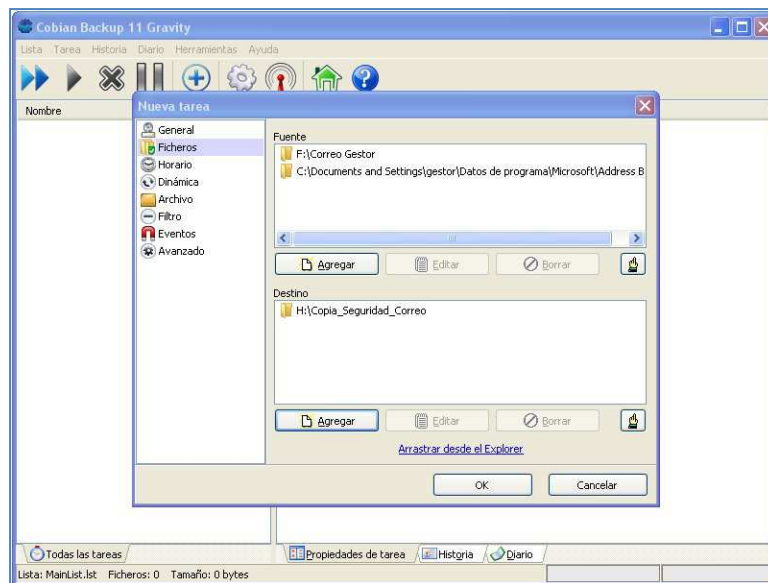 Cobian Backup 11 Gravity
Lista Tarea Historia Diario Herramientas Ayuda
Nombre
Nueva tarea
General
Ficheros
Horario
Dinámica
Archivo
Filtro
Eventos
Avanzado
Fuente
F:\Correo Gestor
C:\Documents and Settings\gestor\Datos de programa\Microsoft\Address B
Agregar Editar Borrar
Destino
H:\Copia_Seguridad_Correo
Agregar Editar Borrar
Arrastrar desde el Explorer
OK Cancelar
Todas las tareas
Propiedades de tarea Historia Diario
Lista: MainList.lst Ficheros: 0 Tamaño: 0 bytes